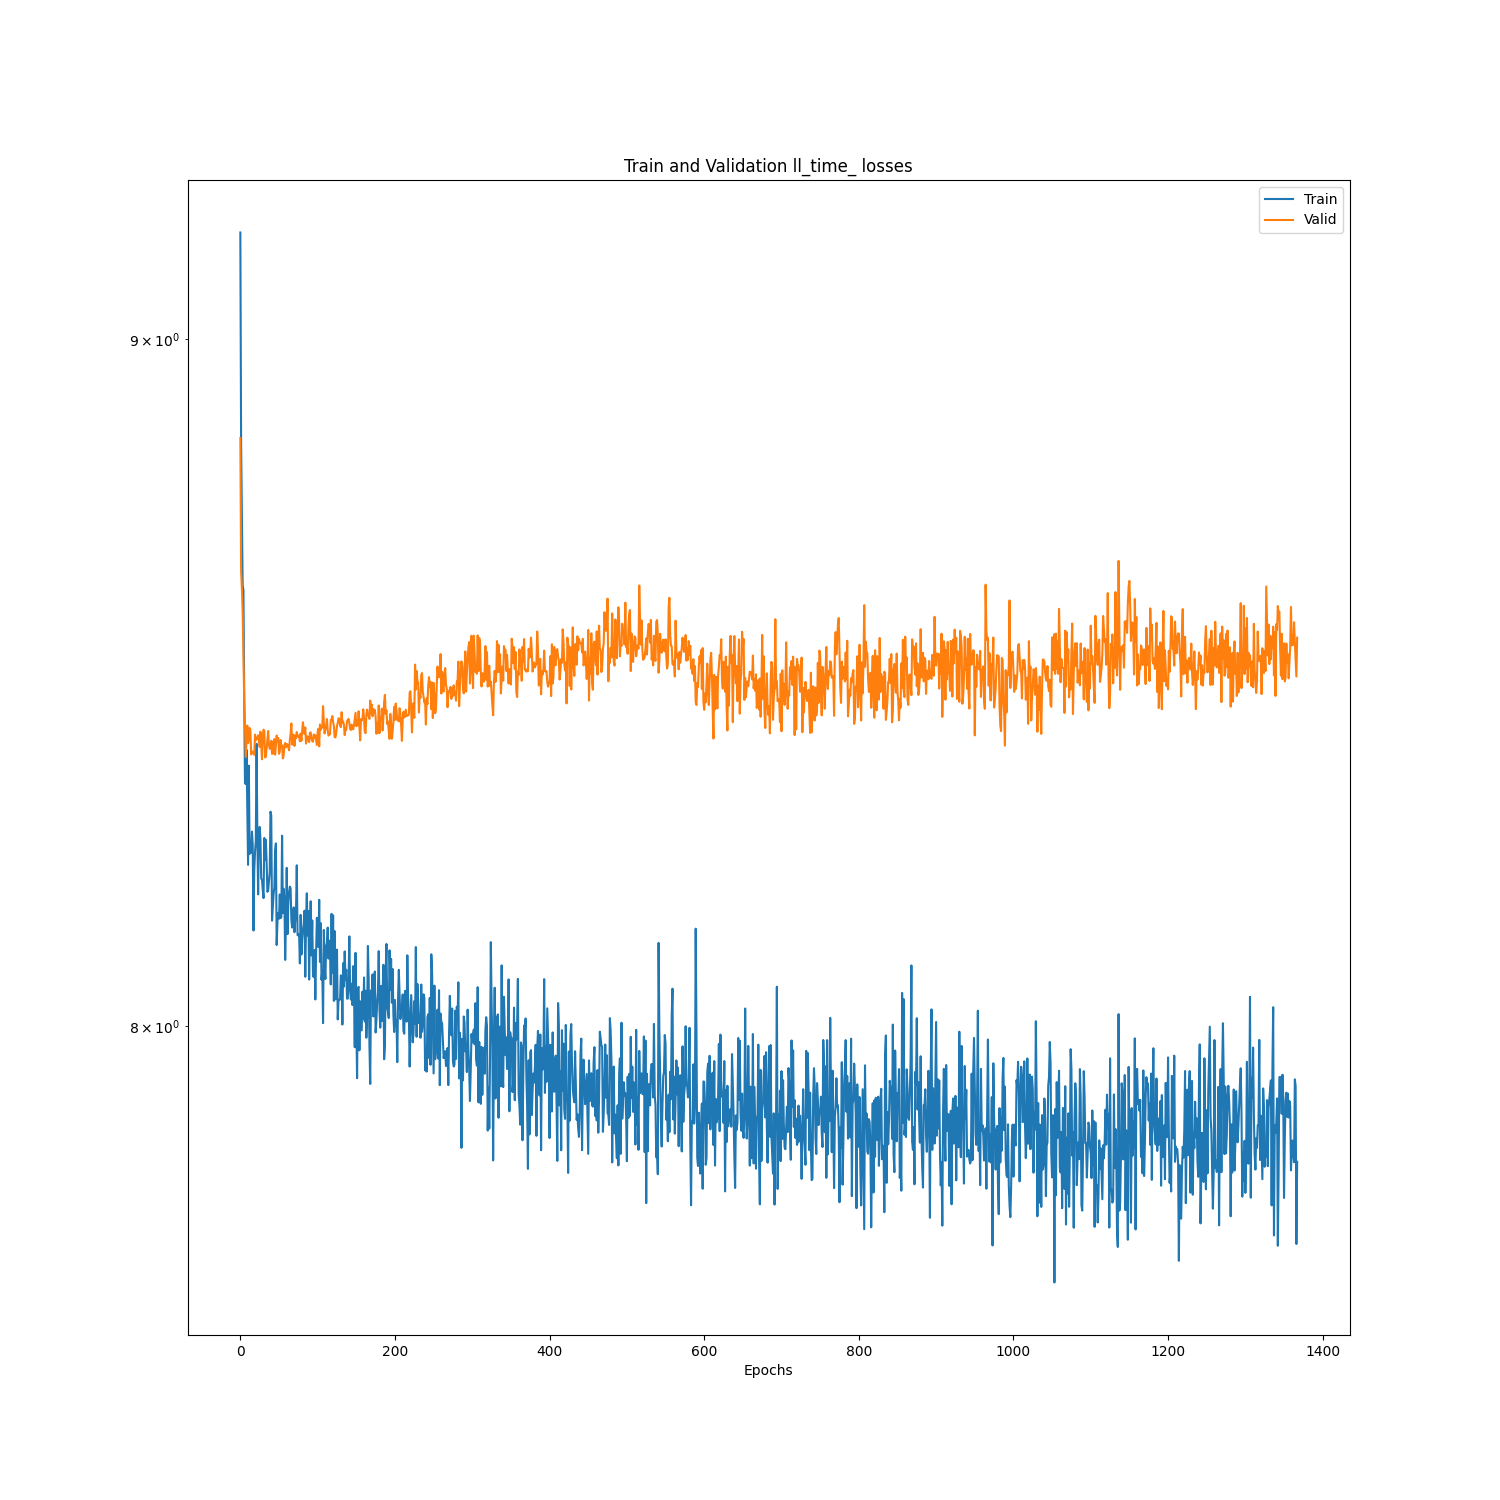 Train and Validation ll_time_ losses
Train
Valid
9 × 10⁰
8 × 10⁰
0 200 400 600 800 1000 1200 1400
Epochs